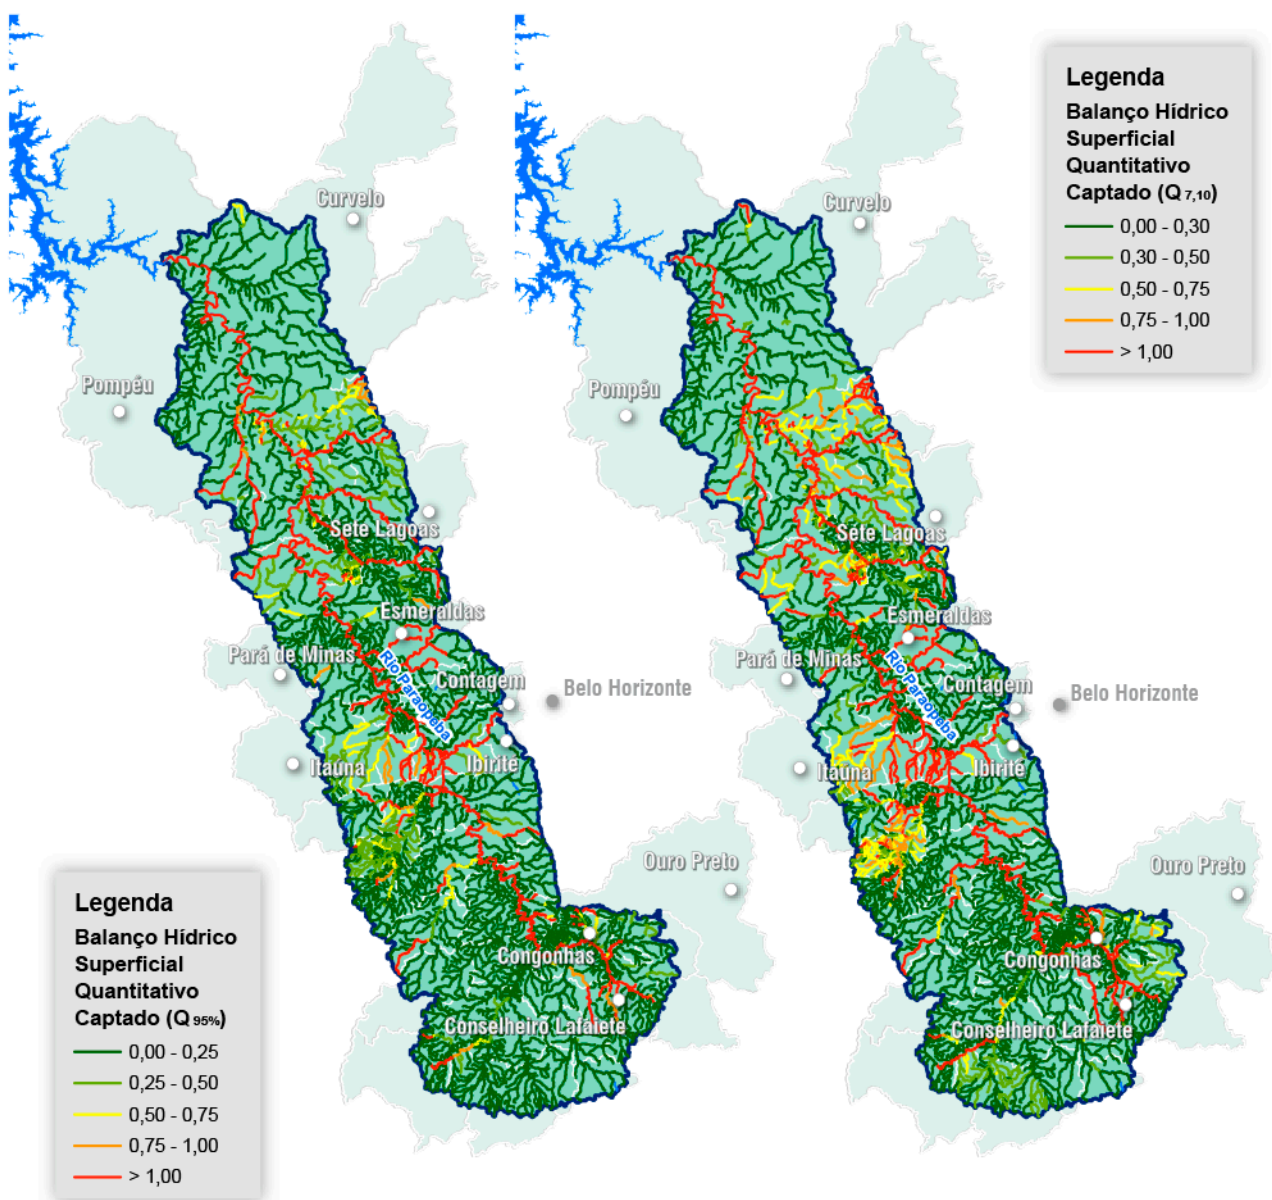 Legenda
Balanço Hídrico
Superficial
Quantitativo
Captado (Q 7,10)
0,00 - 0,30
0,30 - 0,50
0,50 - 0,75
0,75 - 1,00
> 1,00
Curvelo
Pompéu
Sete Lagoas
Esmeraldas
Pará de Minas
Rio Paraopeba
Contagem
Belo Horizonte
Itaúna
Ibirité
Ouro Preto
Congonhas
Conselheiro Lafaiete
Curvelo
Pompéu
Sete Lagoas
Esmeraldas
Pará de Minas
Rio Paraopeba
Contagem
Belo Horizonte
Itaúna
Ibirité
Ouro Preto
Congonhas
Conselheiro Lafaiete
Legenda
Balanço Hídrico
Superficial
Quantitativo
Captado (Q 95%)
0,00 - 0,25
0,25 - 0,50
0,50 - 0,75
0,75 - 1,00
> 1,00